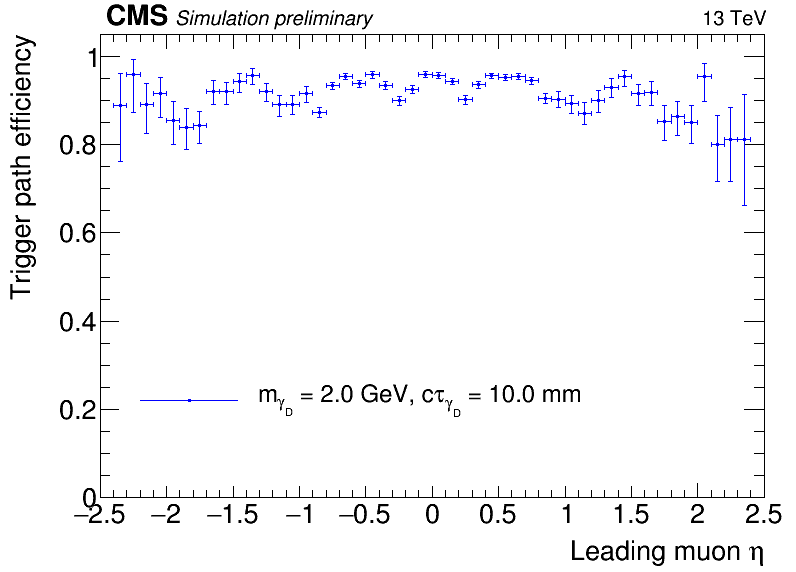 CMS Simulation preliminary 13 TeV
Trigger path efficiency
1
0.8
0.6
0.4
0.2
0
m_γ_D = 2.0 GeV, cτ_γ_D = 10.0 mm
−2.5 −2 −1.5 −1 −0.5 0 0.5 1 1.5 2 2.5
Leading muon η